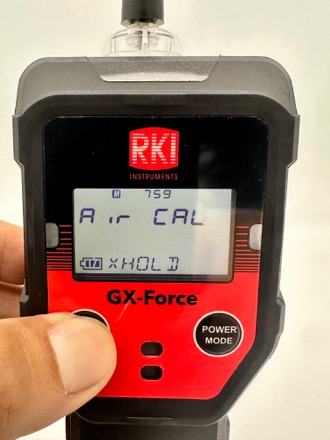 RKI
INSTRUMENTS
M 759
Air CAL
XHOLD
GX-Force
POWER
MODE